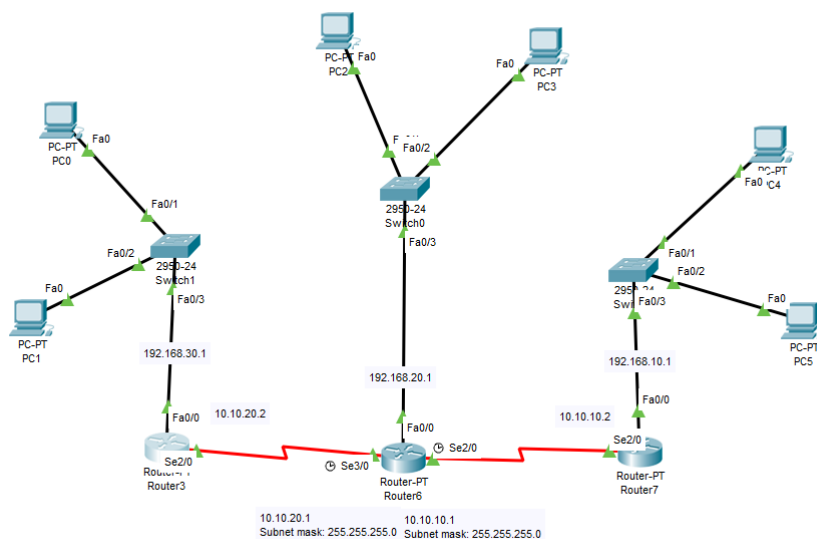 PC-PT
PC2
Fa0
Fa0
PC-PT
PC3
Fa0
PC-PT
PC0
Fa0/2
PC-PT
PC4
Fa0
2950-24
Switch0
Fa0/1
Fa0/3
Fa0/2
2950-24
Switch1
Fa0/1
Fa0/2
Fa0
Fa0/3
Fa0/3
Fa0
PC-PT
PC1
PC-PT
PC5
192.168.30.1
192.168.10.1
192.168.20.1
Fa0/0
10.10.20.2
10.10.10.2
Fa0/0
Fa0/0
Se2/0
Se2/0
Se2/0
Se3/0
Router3
Router-PT
Router6
Router-PT
Router7
10.10.20.1
10.10.10.1
Subnet mask: 255.255.255.0
Subnet mask: 255.255.255.0